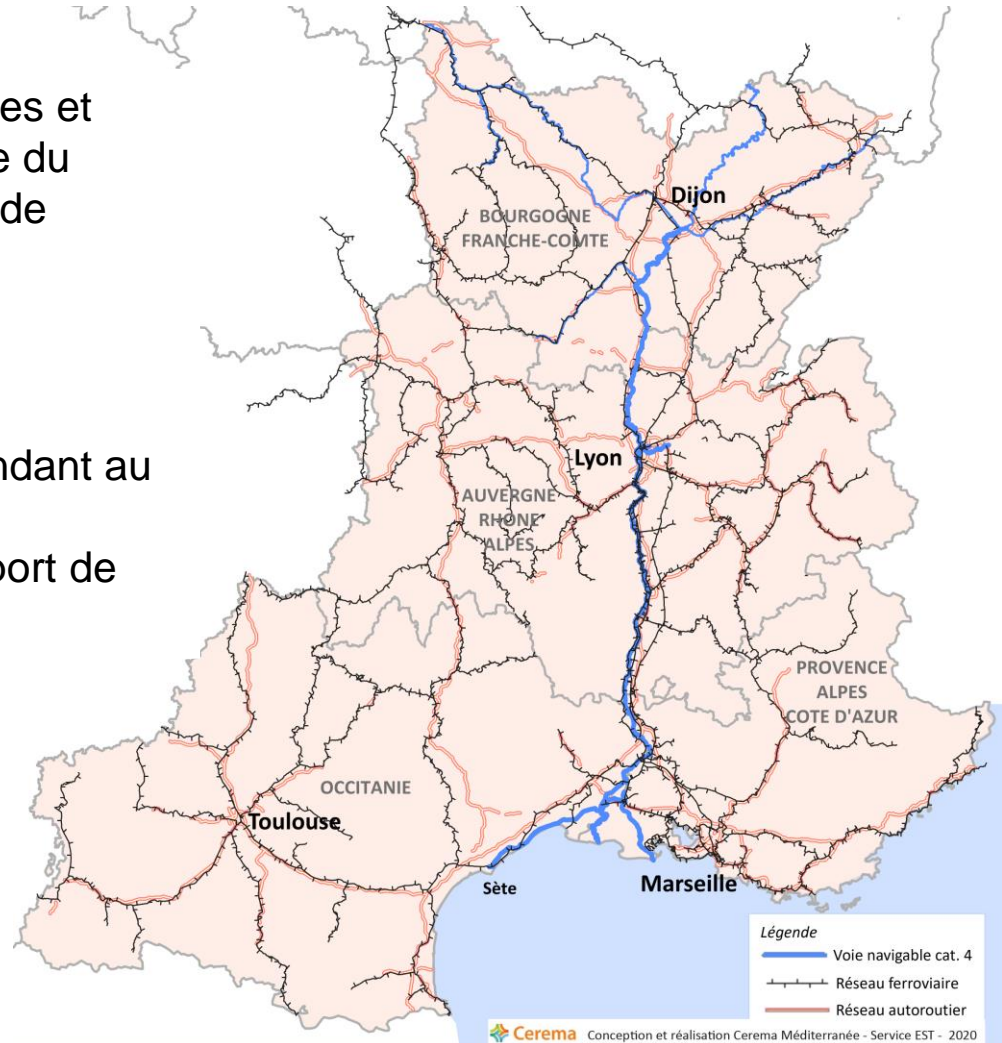 es et
e du
de
ndant au
port de
Dijon
BOURGOGNE
FRANCHE-COMTE
Lyon
AUVERGNE
RHONE
ALPES
PROVENCE
ALPES
COTE D'AZUR
OCCITANIE
Toulouse
Sète
Marseille
Légende
Voie navigable cat. 4
Réseau ferroviaire
Réseau autoroutier
Cerema Conception et réalisation Cerema Méditerranée - Service EST - 2020